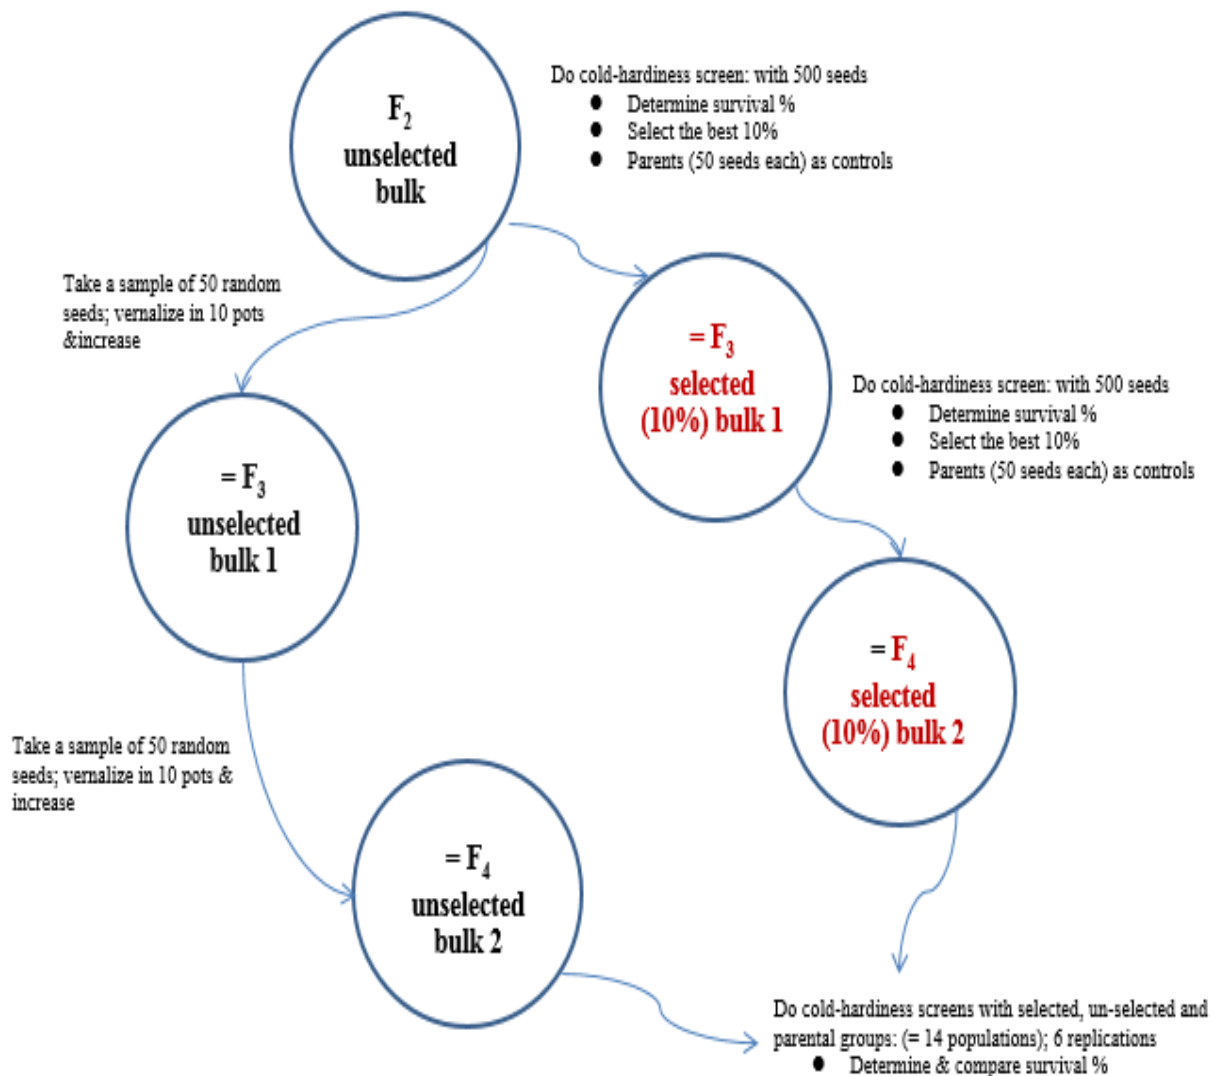 F2
unselected
bulk
Do cold-hardiness screen: with 500 seeds
● Determine survival %
● Select the best 10%
● Parents (50 seeds each) as controls
Take a sample of 50 random
seeds; vernalize in 10 pots
&increase
= F3
selected
(10%) bulk 1
Do cold-hardiness screen: with 500 seeds
● Determine survival %
● Select the best 10%
● Parents (50 seeds each) as controls
= F3
unselected
bulk 1
= F4
selected
(10%) bulk 2
Take a sample of 50 random
seeds; vernalize in 10 pots &
increase
= F4
unselected
bulk 2
Do cold-hardiness screens with selected, un-selected and
parental groups: (= 14 populations); 6 replications
● Determine & compare survival %